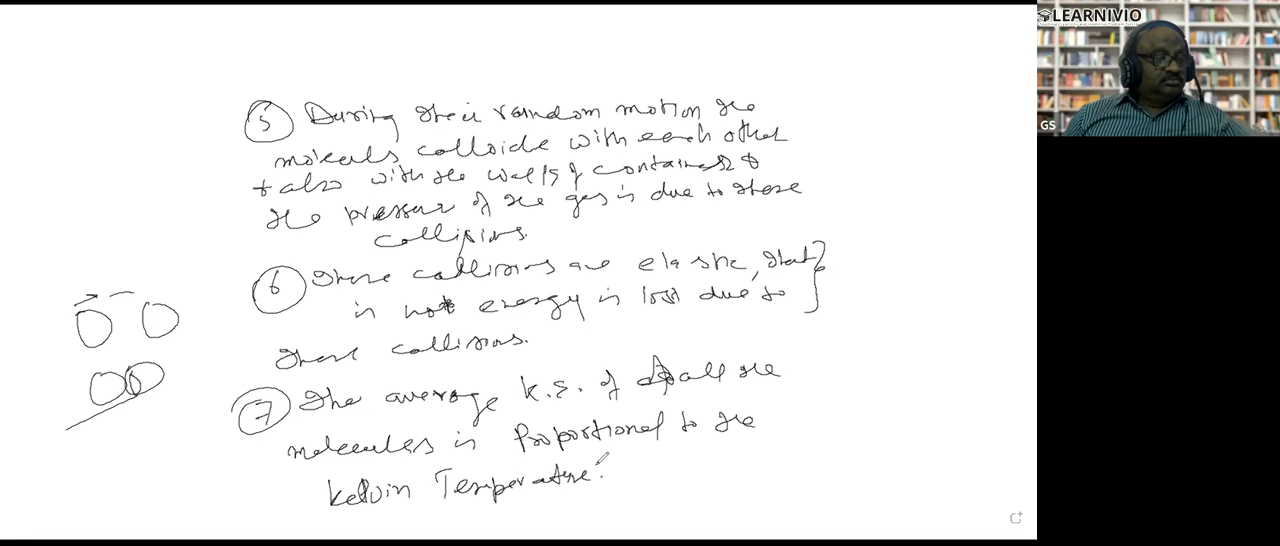 ⑤ During their random motion the
molecules colloide with each other
+ also with the walls of container &
the pressure of the gas is due to these
collisions.
⑥ These collisions are elastic, that
is not energy is lost due to
these collisions.
⑦ The average K.E. of all the
molecules is proportional to the
Kelvin Temperature.
LEARNIVIO
GS